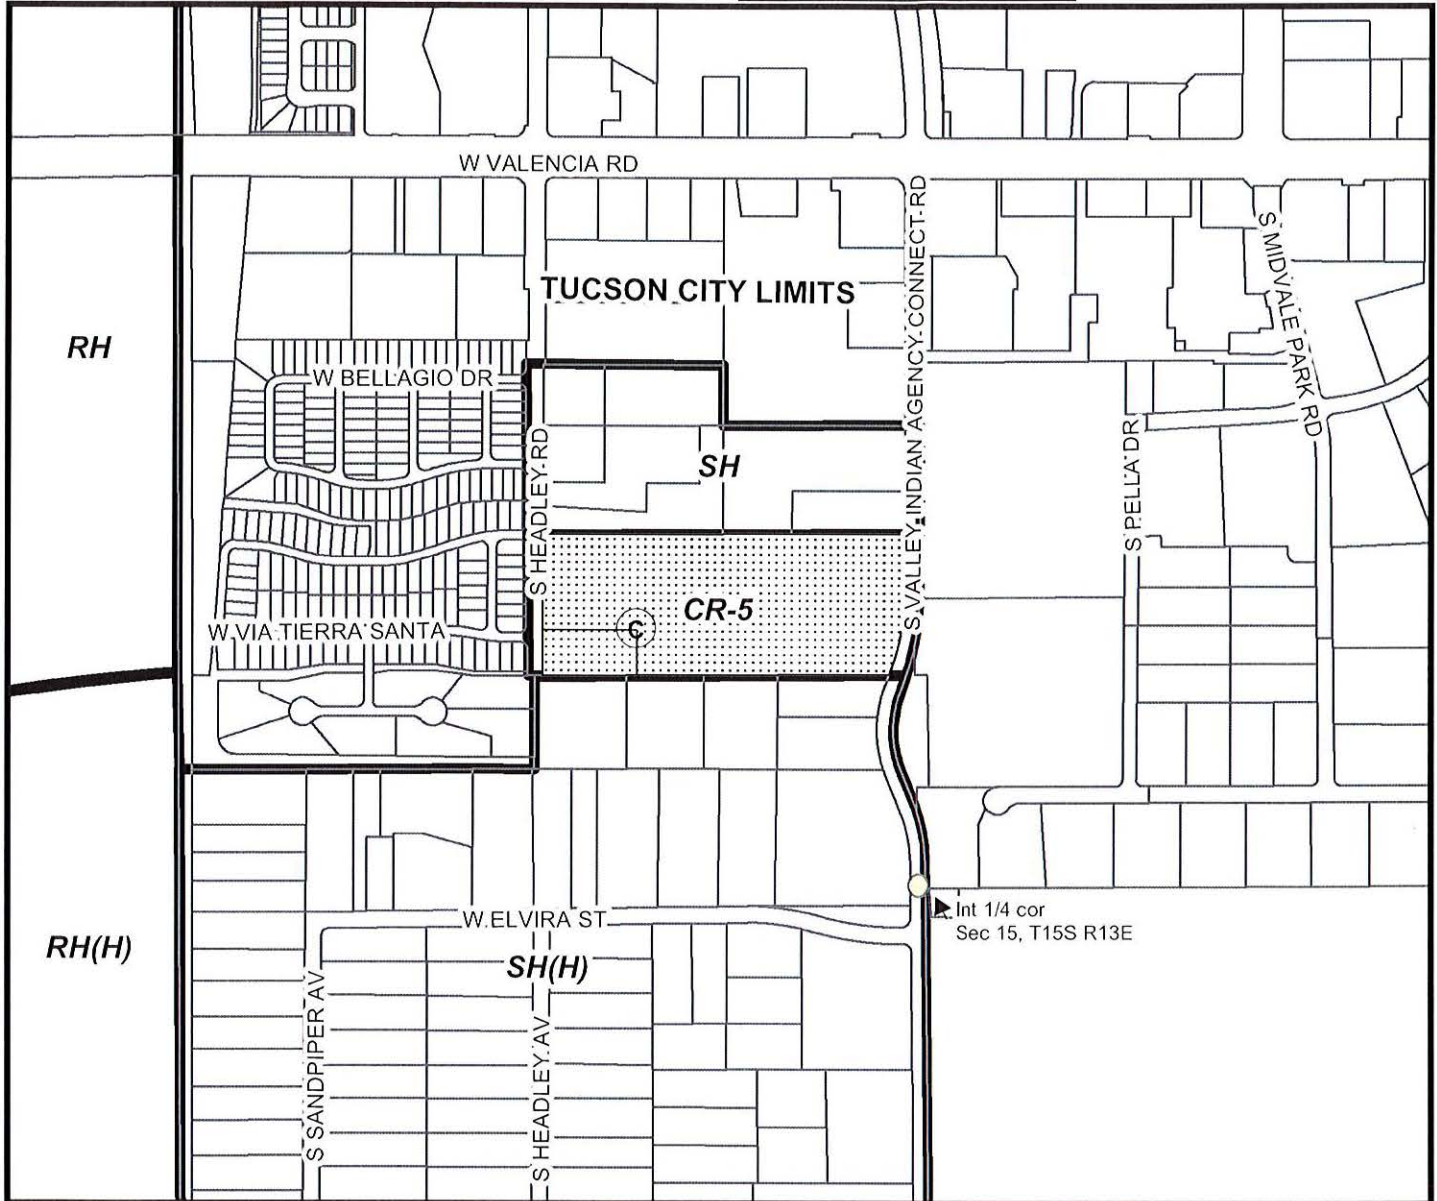 W VALENCIA RD
S VALLEY INDIAN AGENCY CONNECT RD
S MIDVALE PARK RD
TUCSON CITY LIMITS
RH
W BELLAGIO DR
S HEADLEY RD
SH
S PELLA DR
CR-5
C
W VIA TIERRA SANTA
Int 1/4 cor
Sec 15, T15S R13E
W ELVIRA ST
RH(H)
SH(H)
S SANDPIPER AV
S HEADLEY AV